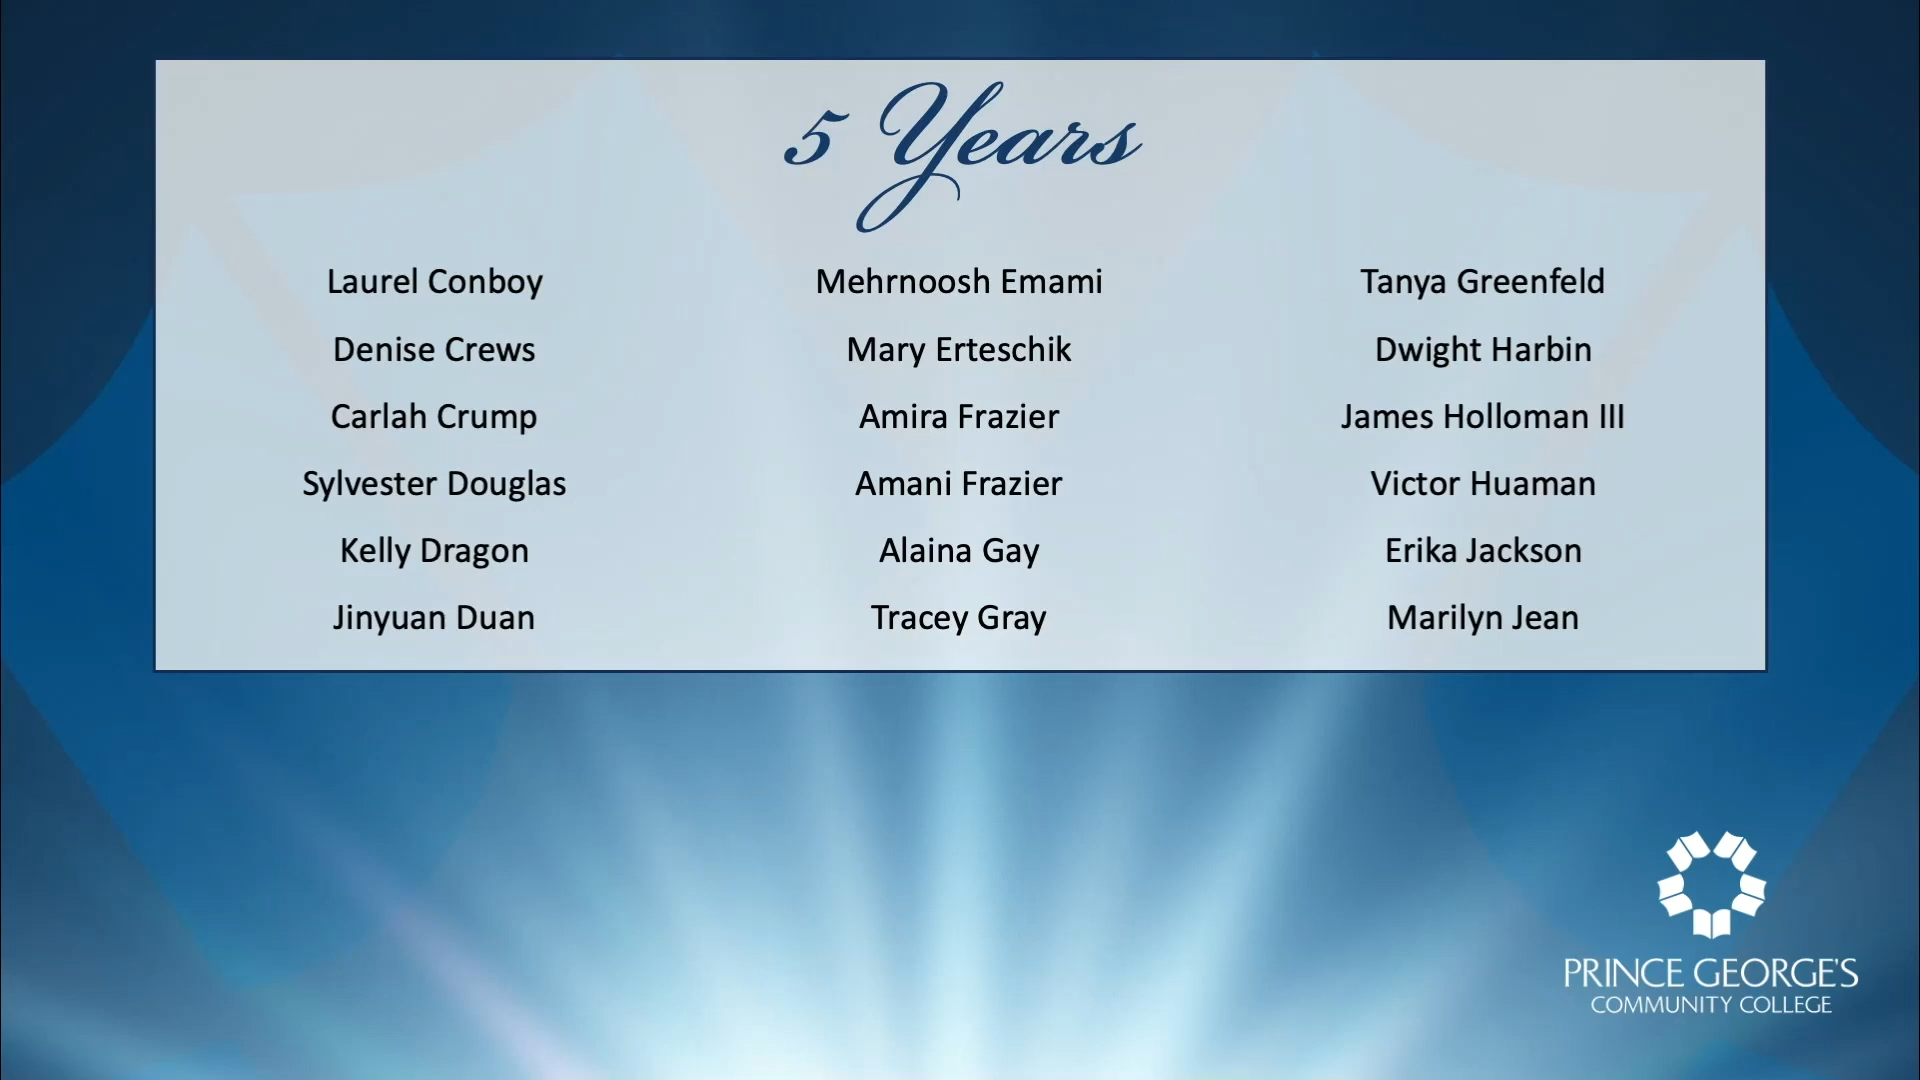 5 Years
Laurel Conboy
Denise Crews
Carlah Crump
Sylvester Douglas
Kelly Dragon
Jinyuan Duan
Mehrnoosh Emami
Mary Erteschik
Amira Frazier
Amani Frazier
Alaina Gay
Tracey Gray
Tanya Greenfeld
Dwight Harbin
James Holloman III
Victor Huaman
Erika Jackson
Marilyn Jean
PRINCE GEORGE'S
COMMUNITY COLLEGE